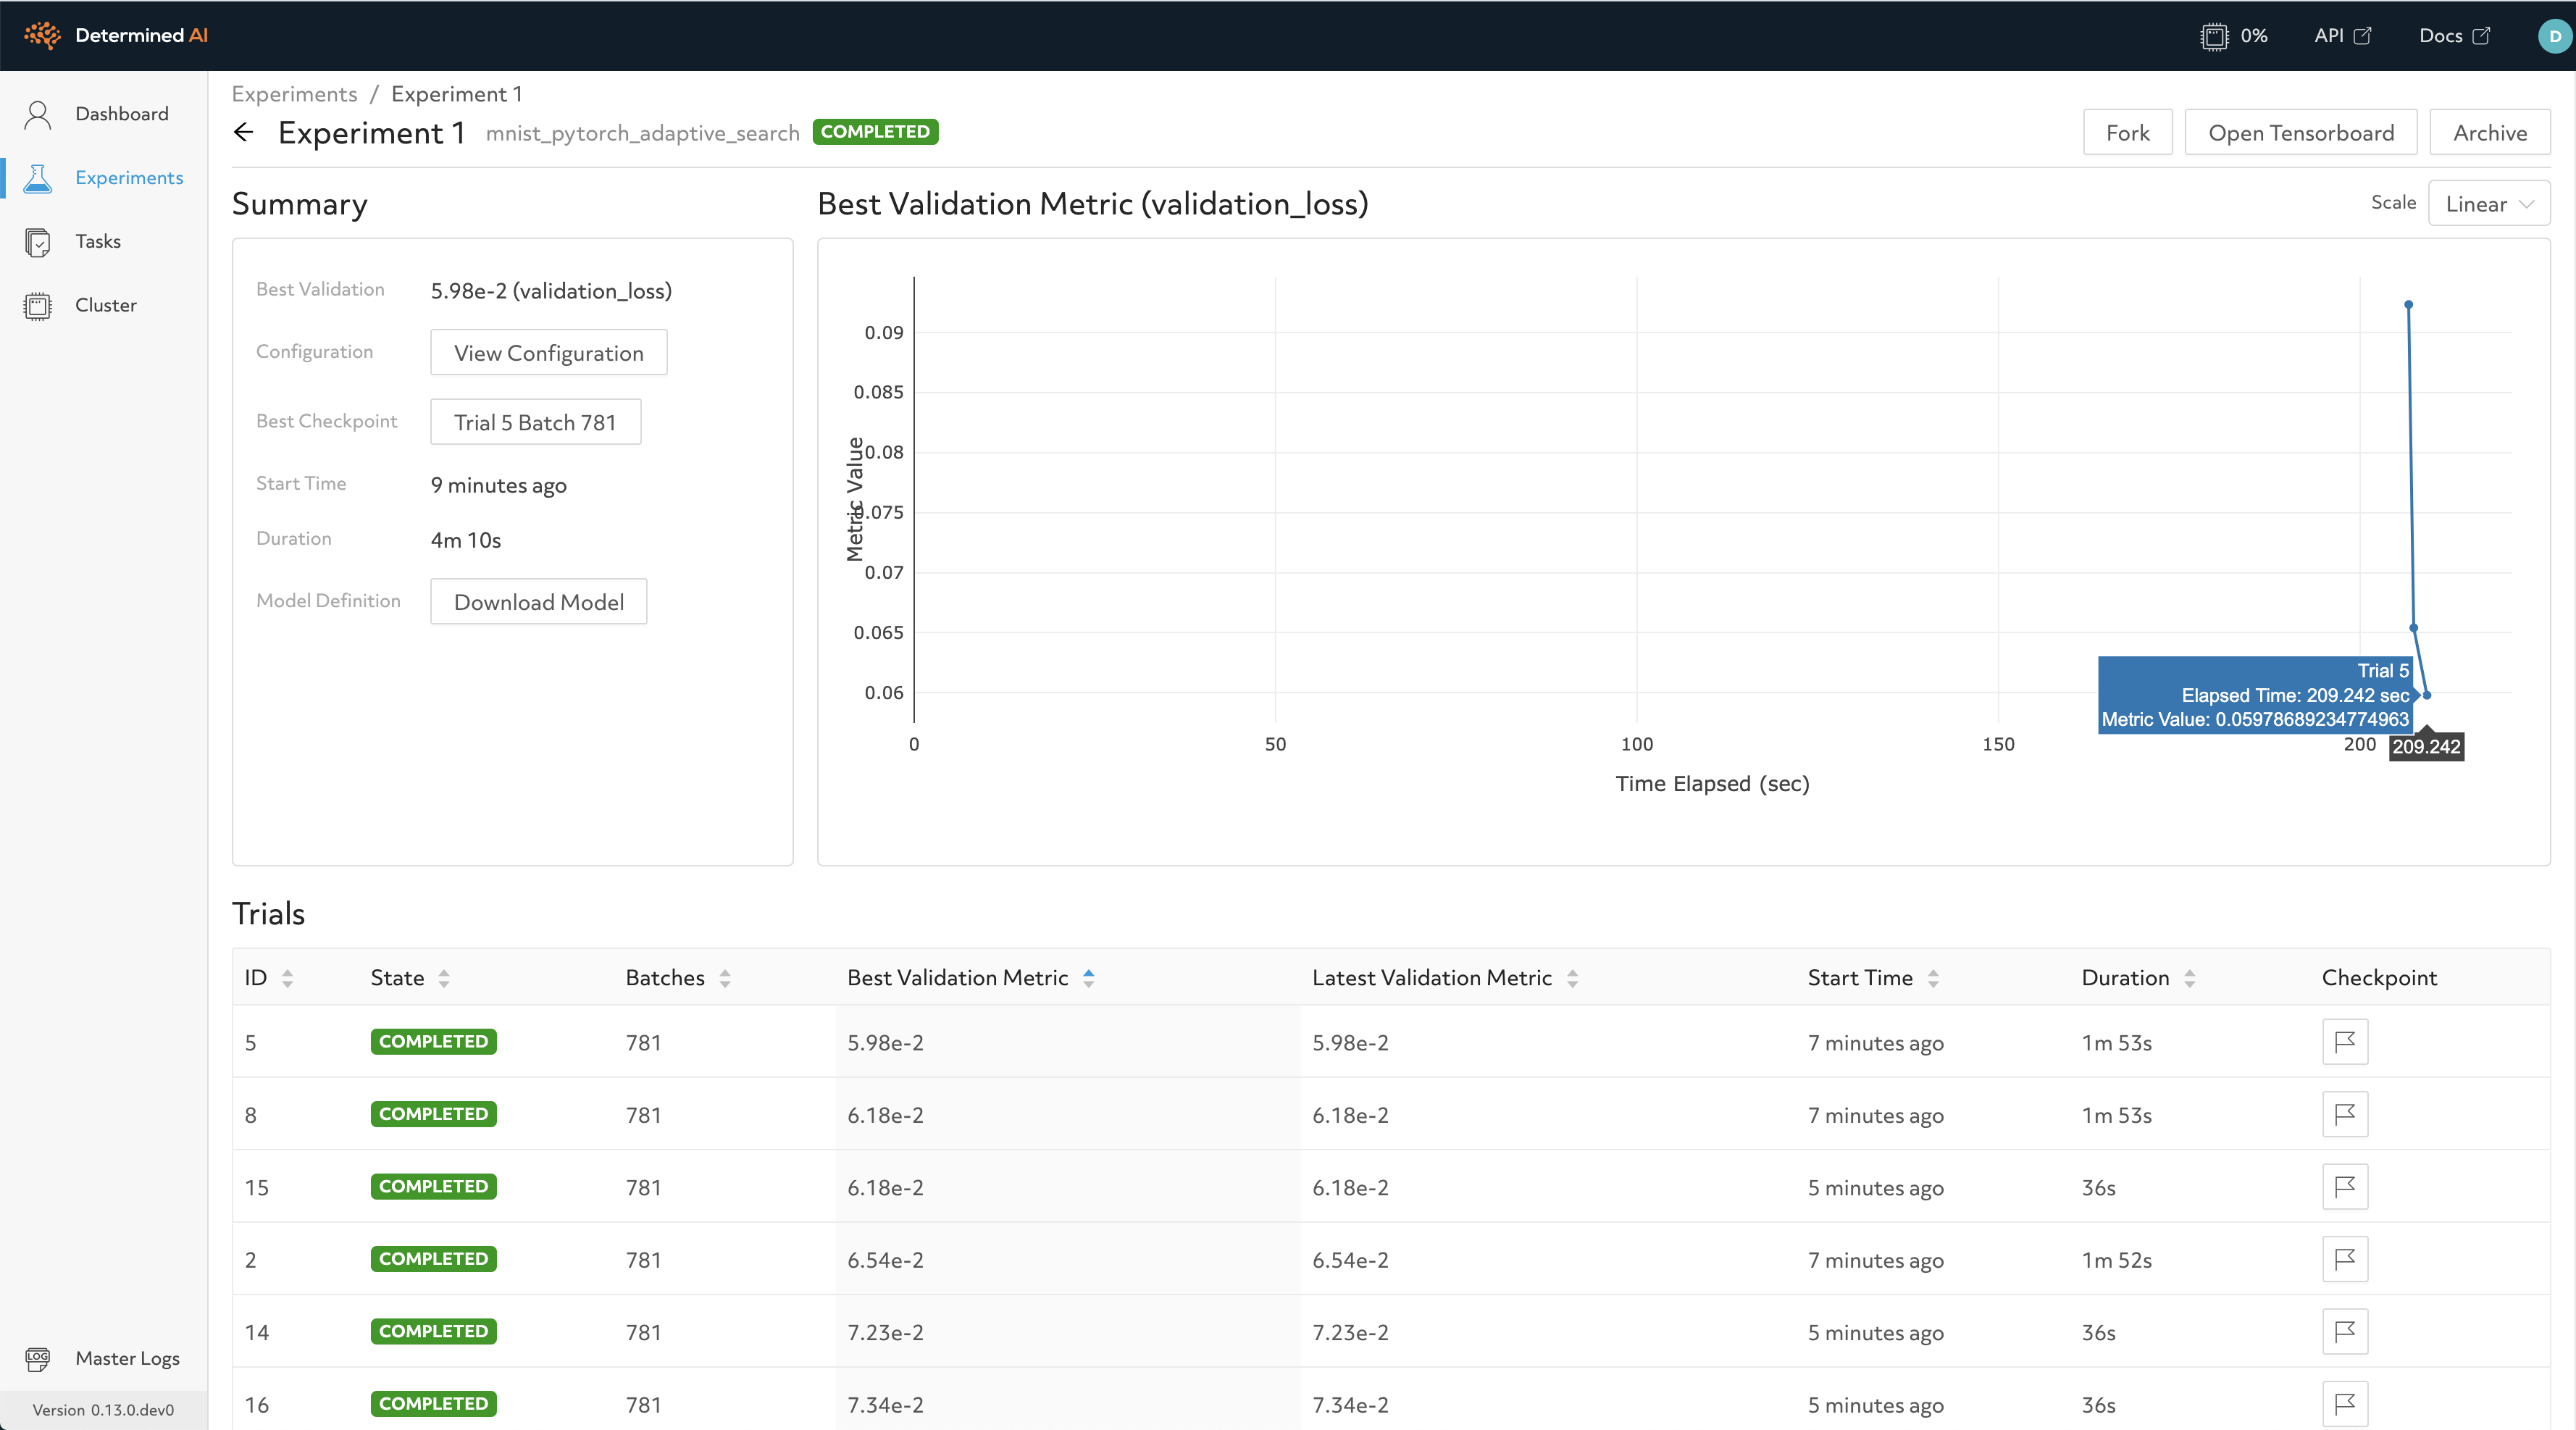 Determined AI
0%
API
Docs
D
Dashboard
Experiments
Tasks
Cluster
Master Logs
Version 0.13.0.dev0
Experiments / Experiment 1
Experiment 1 mnist_pytorch_adaptive_search COMPLETED
Fork
Open Tensorboard
Archive
Summary
Best Validation 5.98e-2 (validation_loss)
Configuration View Configuration
Best Checkpoint Trial 5 Batch 781
Start Time 9 minutes ago
Duration 4m 10s
Model Definition Download Model
Best Validation Metric (validation_loss)
Scale Linear
Metric Value
0.09
0.085
0.08
0.075
0.07
0.065
0.06
Trial 5
Elapsed Time: 209.242 sec
Metric Value: 0.05978689234774963
0 50 100 150 200 209.242
Time Elapsed (sec)
Trials
ID State Batches Best Validation Metric Latest Validation Metric Start Time Duration Checkpoint
5 COMPLETED 781 5.98e-2 5.98e-2 7 minutes ago 1m 53s
8 COMPLETED 781 6.18e-2 6.18e-2 7 minutes ago 1m 53s
15 COMPLETED 781 6.18e-2 6.18e-2 5 minutes ago 36s
2 COMPLETED 781 6.54e-2 6.54e-2 7 minutes ago 1m 52s
14 COMPLETED 781 7.23e-2 7.23e-2 5 minutes ago 36s
16 COMPLETED 781 7.34e-2 7.34e-2 5 minutes ago 36s